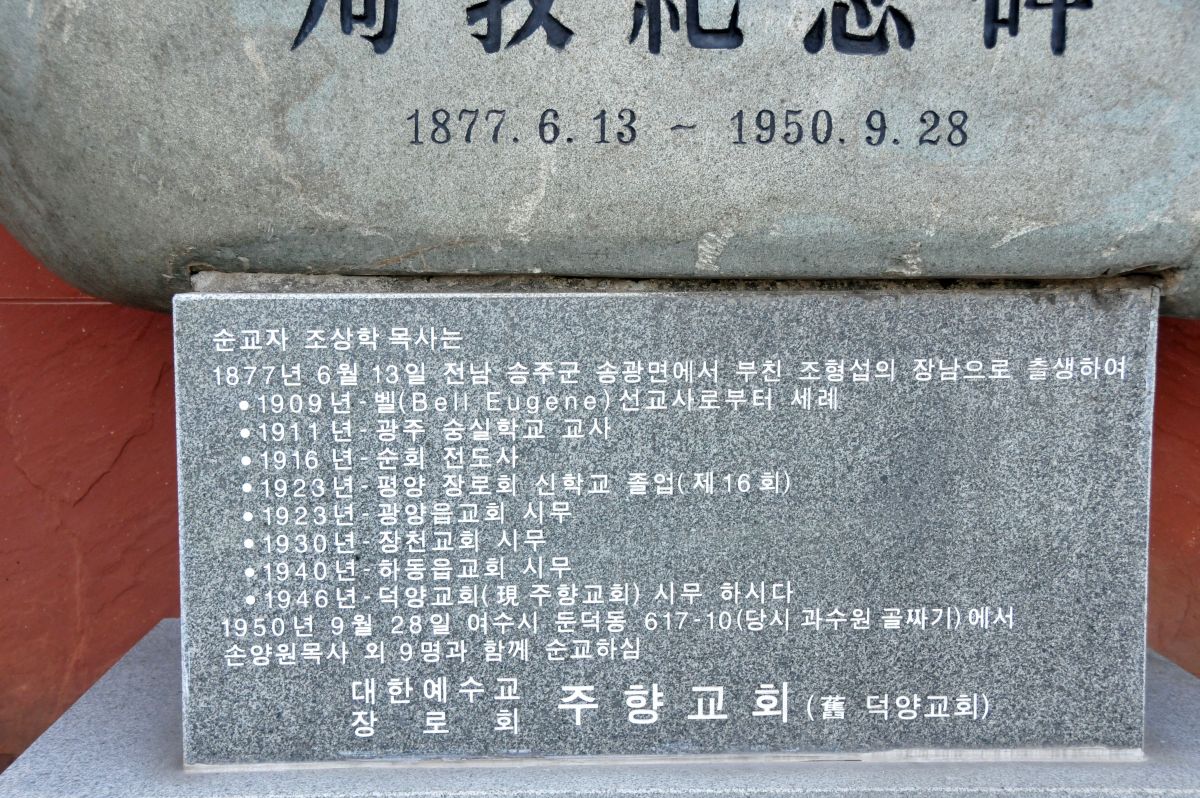 殉教紀念碑
1877. 6. 13 ~ 1950. 9. 28
순교자 조상학 목사는
1877년 6월 13일 전남 승주군 송광면에서 부친 조형섭의 장남으로 출생하여
• 1909년-벨(Bell Eugene)선교사로부터 세례
• 1911년-광주 숭실학교 교사
• 1916년-순회 전도사
• 1923년-평양 장로회 신학교 졸업(제16회)
• 1923년-광양읍교회 시무
• 1930년-장천교회 시무
• 1940년-하동읍교회 시무
• 1946년-덕양교회(現 주향교회) 시무 하시다
1950년 9월 28일 여수시 둔덕동 617-10(당시 과수원 골짜기)에서
손양원목사 외 9명과 함께 순교하심
대한예수교
장로회
주향교회 (舊 덕양교회)